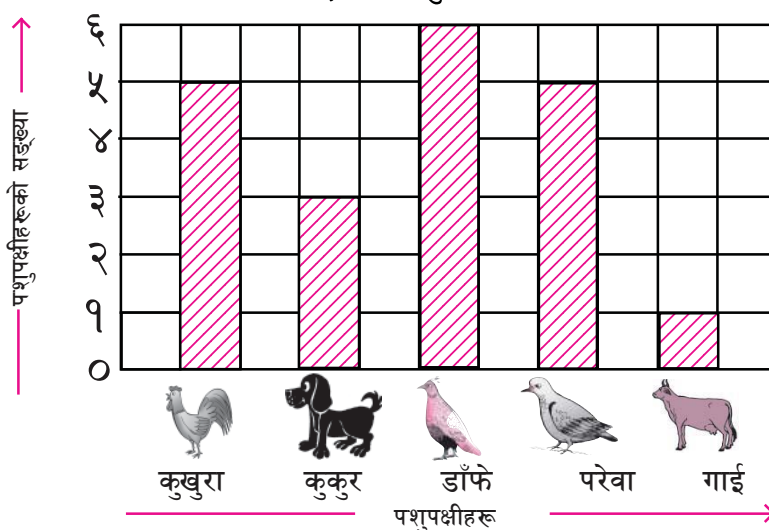 ६
५
४
३
२
१
०
पशुपक्षीहरूको सङ्ख्या
कुखुरा कुकुर डाँफे परेवा गाई
पशुपक्षीहरू